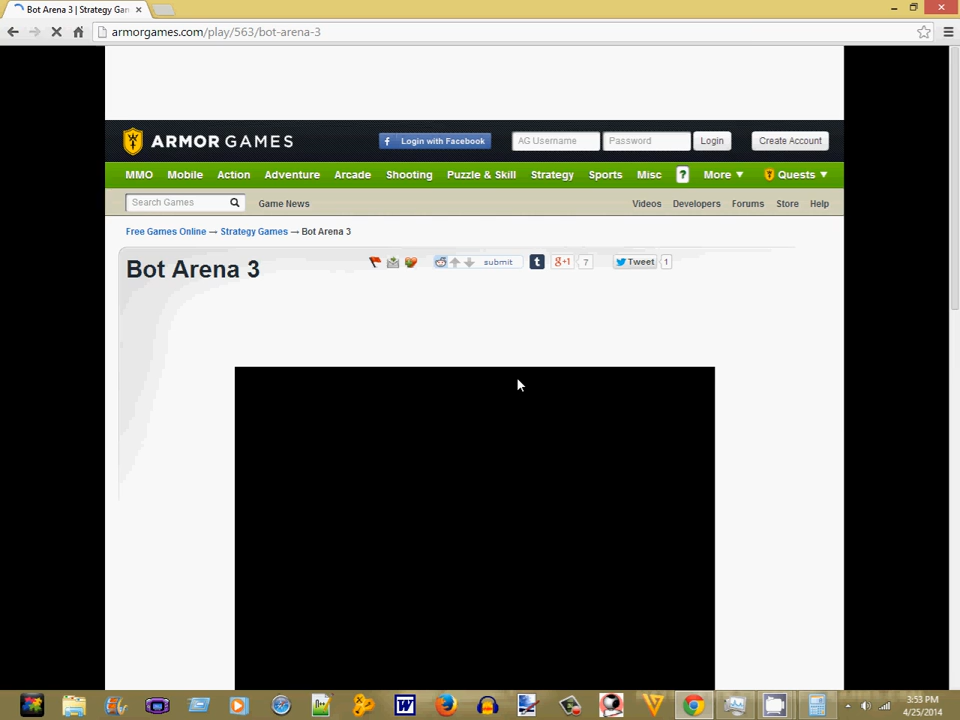 Bot Arena 3 | Strategy Gar
armorgames.com/play/563/bot-arena-3
ARMOR GAMES
f Login with Facebook
AG Username
Password
Login
Create Account
MMO Mobile Action Adventure Arcade Shooting Puzzle & Skill Strategy Sports Misc ? More Quests
Search Games
Game News
Videos Developers Forums Store Help
Free Games Online → Strategy Games → Bot Arena 3
Bot Arena 3
submit t g+1 7 Tweet 1
W
3:53 PM
4/25/2014